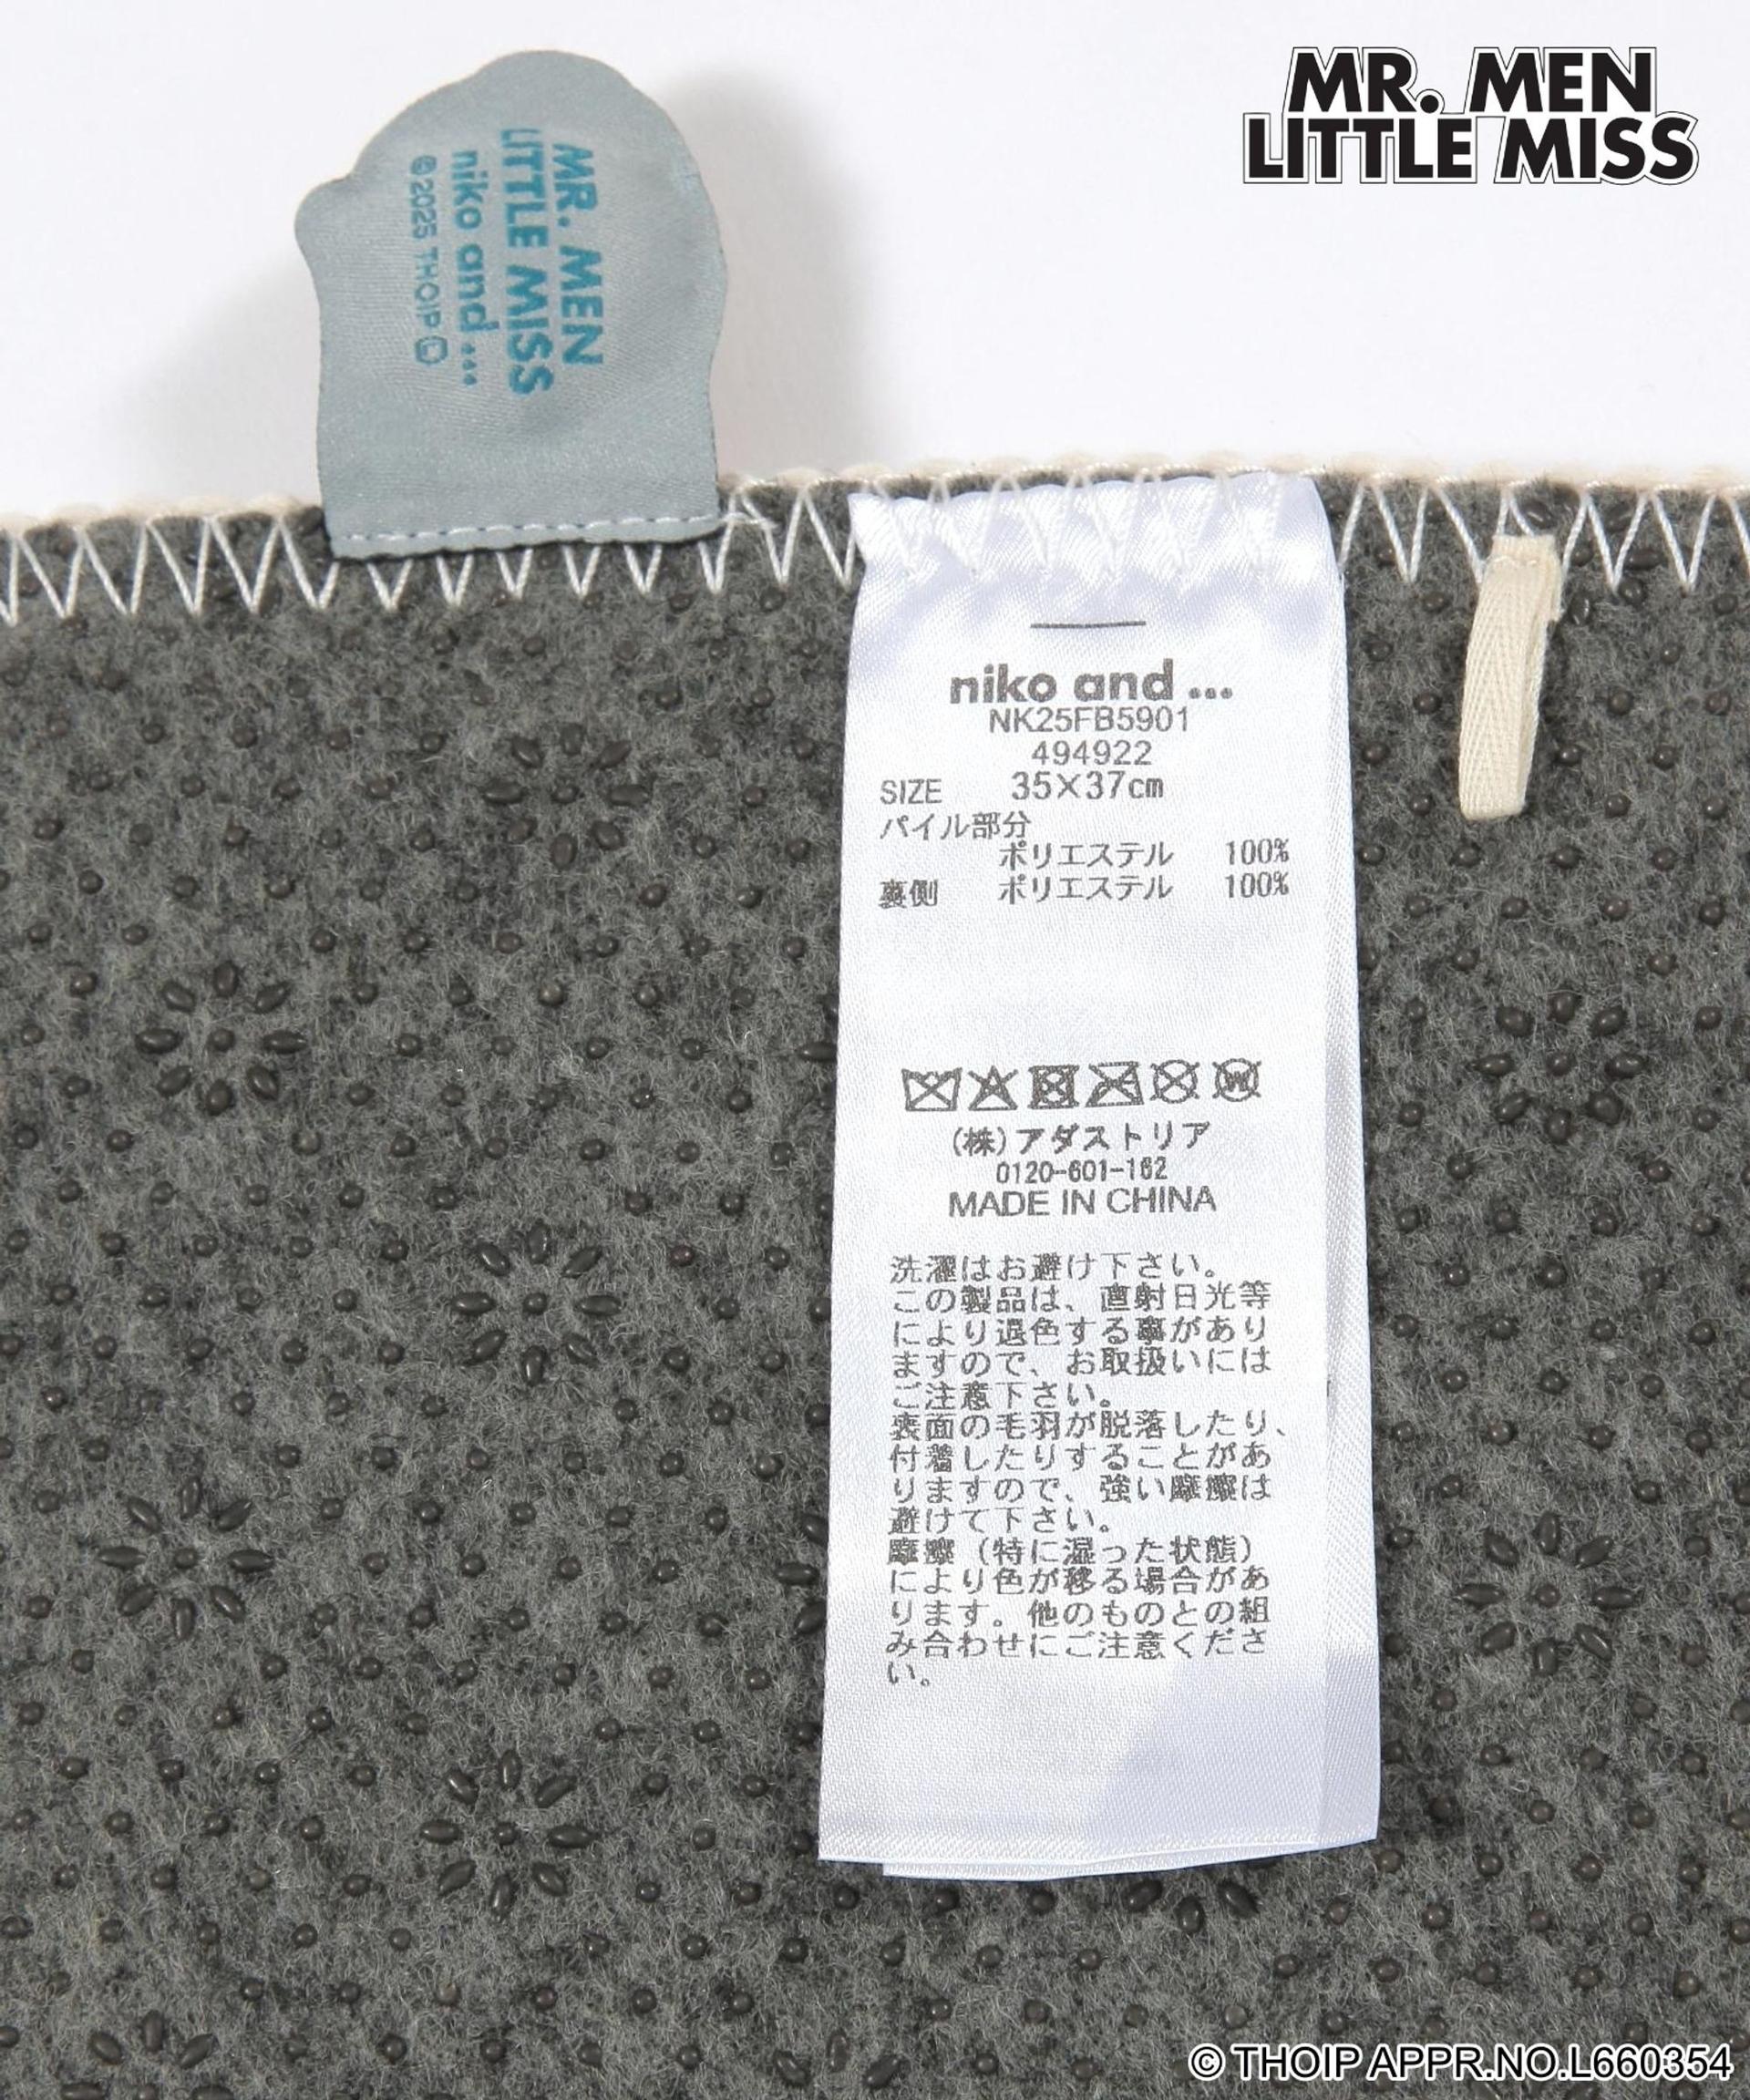 MR. MEN
LITTLE MISS
MR. MEN
LITTLE MISS
niko and ...
©2025 THOIP
niko and ...
NK25FB5901
494922
SIZE 35×37cm
パイル部分
ポリエステル 100%
裏側 ポリエステル 100%
(株)アダストリア
0120-601-162
MADE IN CHINA
洗濯はお避け下さい。
この製品は、直射日光等
により退色する事があり
ますので、お取扱いには
ご注意下さい。
表面の毛羽が脱落したり、
付着したりすることがあ
りますので、強い摩擦は
避けて下さい。
摩擦（特に湿った状態）
により色が移る場合があ
ります。他のものとの組
み合わせにご注意くださ
い。
© THOIP APPR.NO.L660354